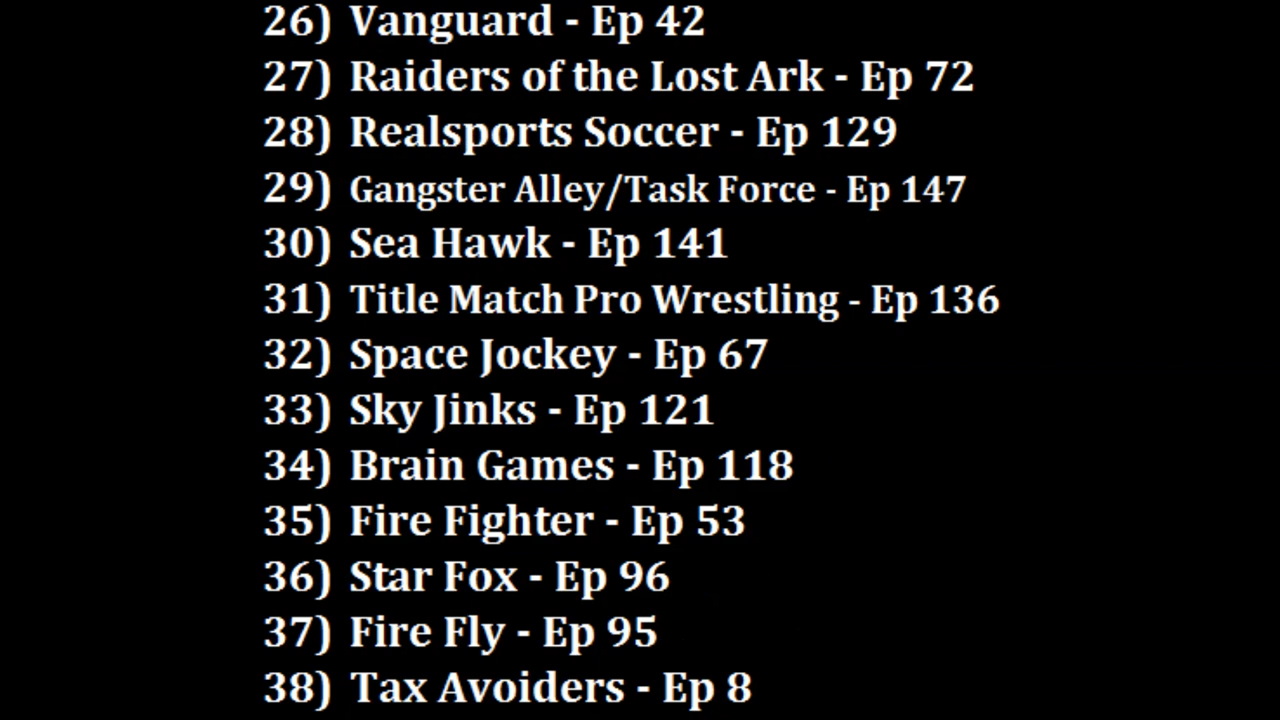 26) Vanguard - Ep 42
27) Raiders of the Lost Ark - Ep 72
28) Realsports Soccer - Ep 129
29) Gangster Alley/Task Force - Ep 147
30) Sea Hawk - Ep 141
31) Title Match Pro Wrestling - Ep 136
32) Space Jockey - Ep 67
33) Sky Jinks - Ep 121
34) Brain Games - Ep 118
35) Fire Fighter - Ep 53
36) Star Fox - Ep 96
37) Fire Fly - Ep 95
38) Tax Avoiders - Ep 8